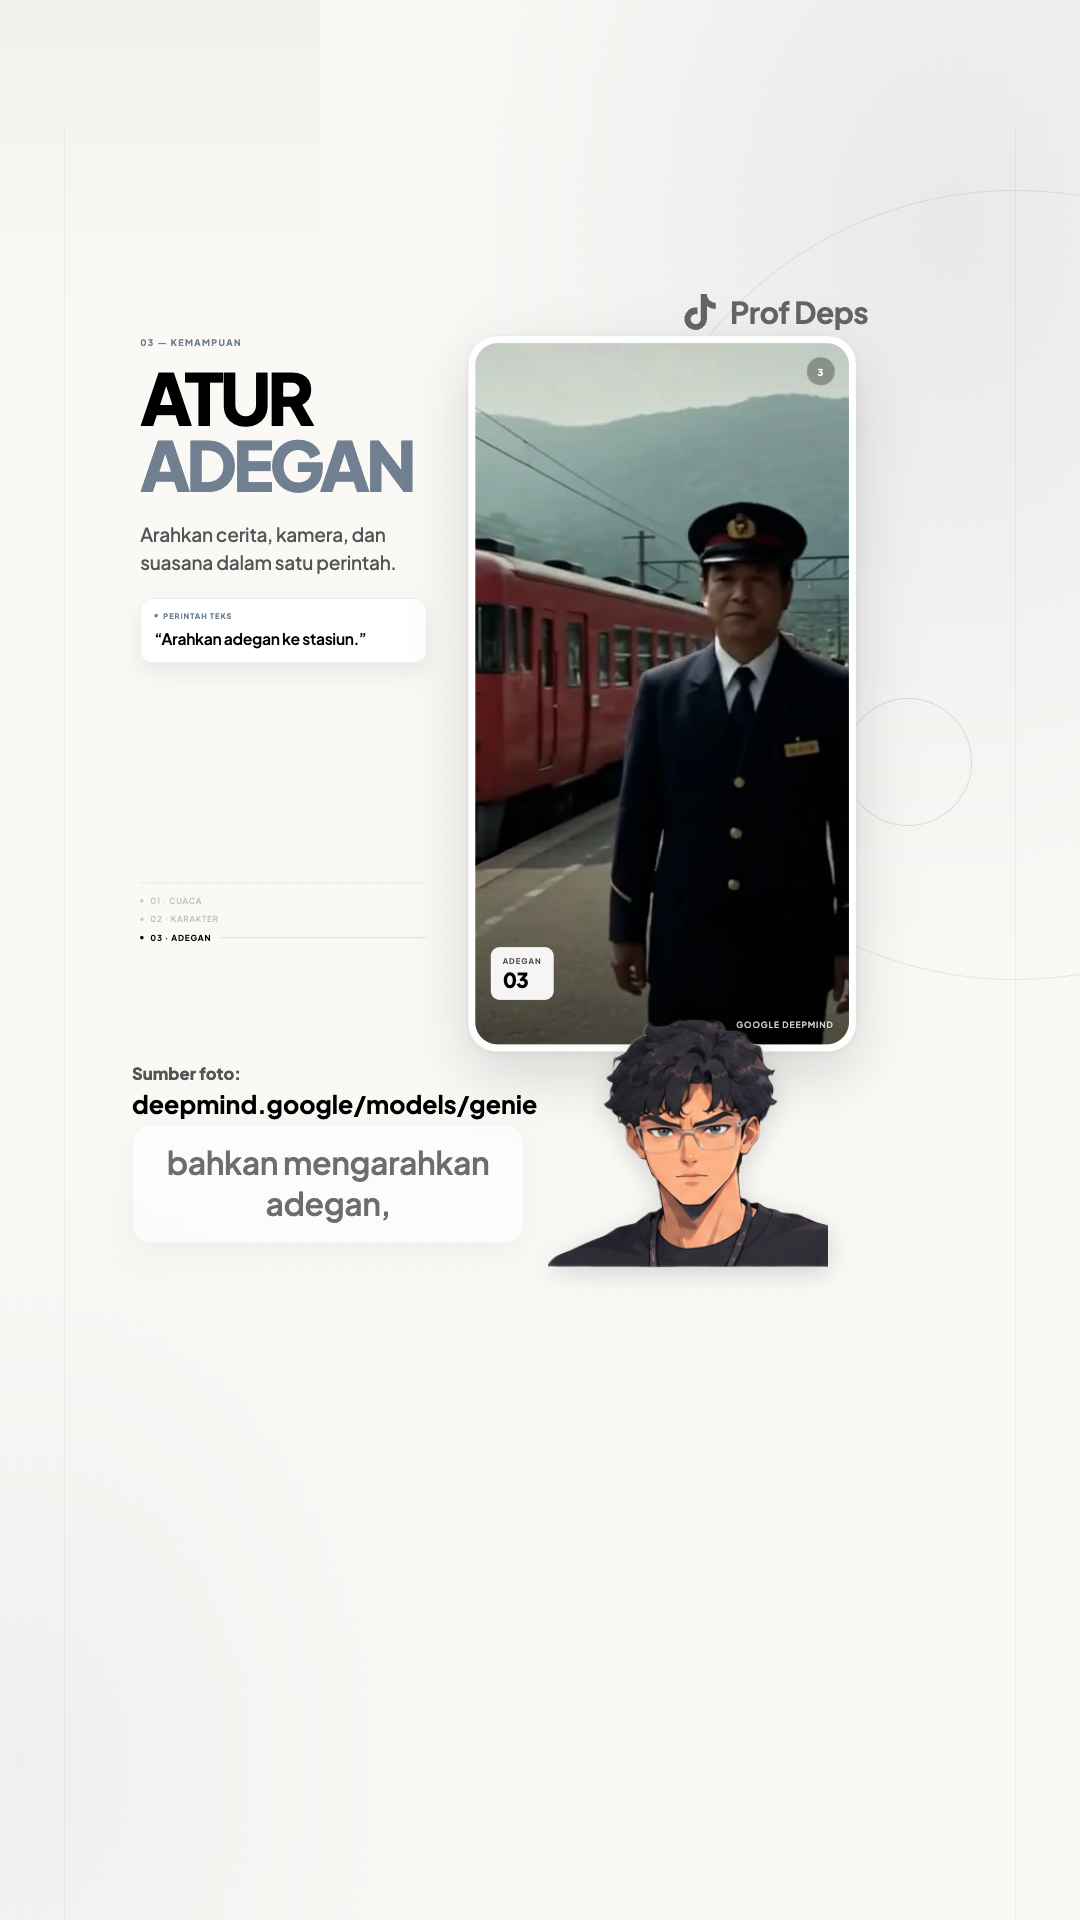 Prof Deps
03 — KEMAMPUAN
ATUR
ADEGAN
Arahkan cerita, kamera, dan
suasana dalam satu perintah.
PERINTAH TEKS
“Arahkan adegan ke stasiun.”
01 · CUACA
02 · KARAKTER
03 · ADEGAN
3
ADEGAN
03
GOOGLE DEEPMIND
Sumber foto:
deepmind.google/models/genie
bahkan mengarahkan
adegan,